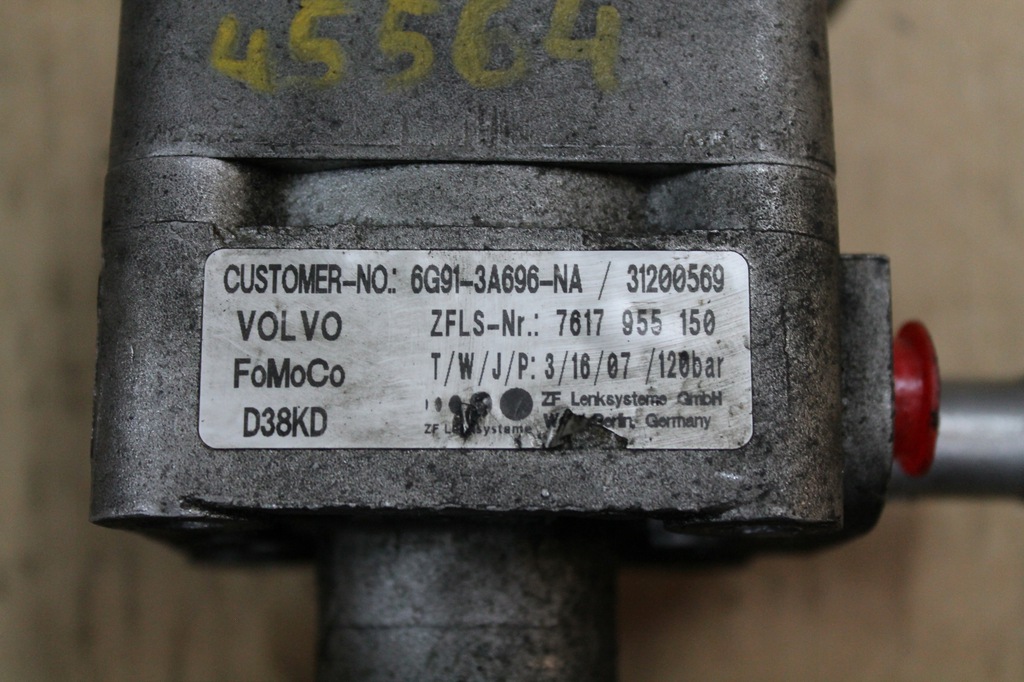 45564
CUSTOMER-NO.: 6G91-3A696-NA / 31200569
VOLVO ZFLS-Nr.: 7617 955 150
FoMoCo T/W/J/P: 3/16/07 /120bar
D38KD ZF Lenksysteme GmbH
ZF Lenksysteme Berlin, Germany